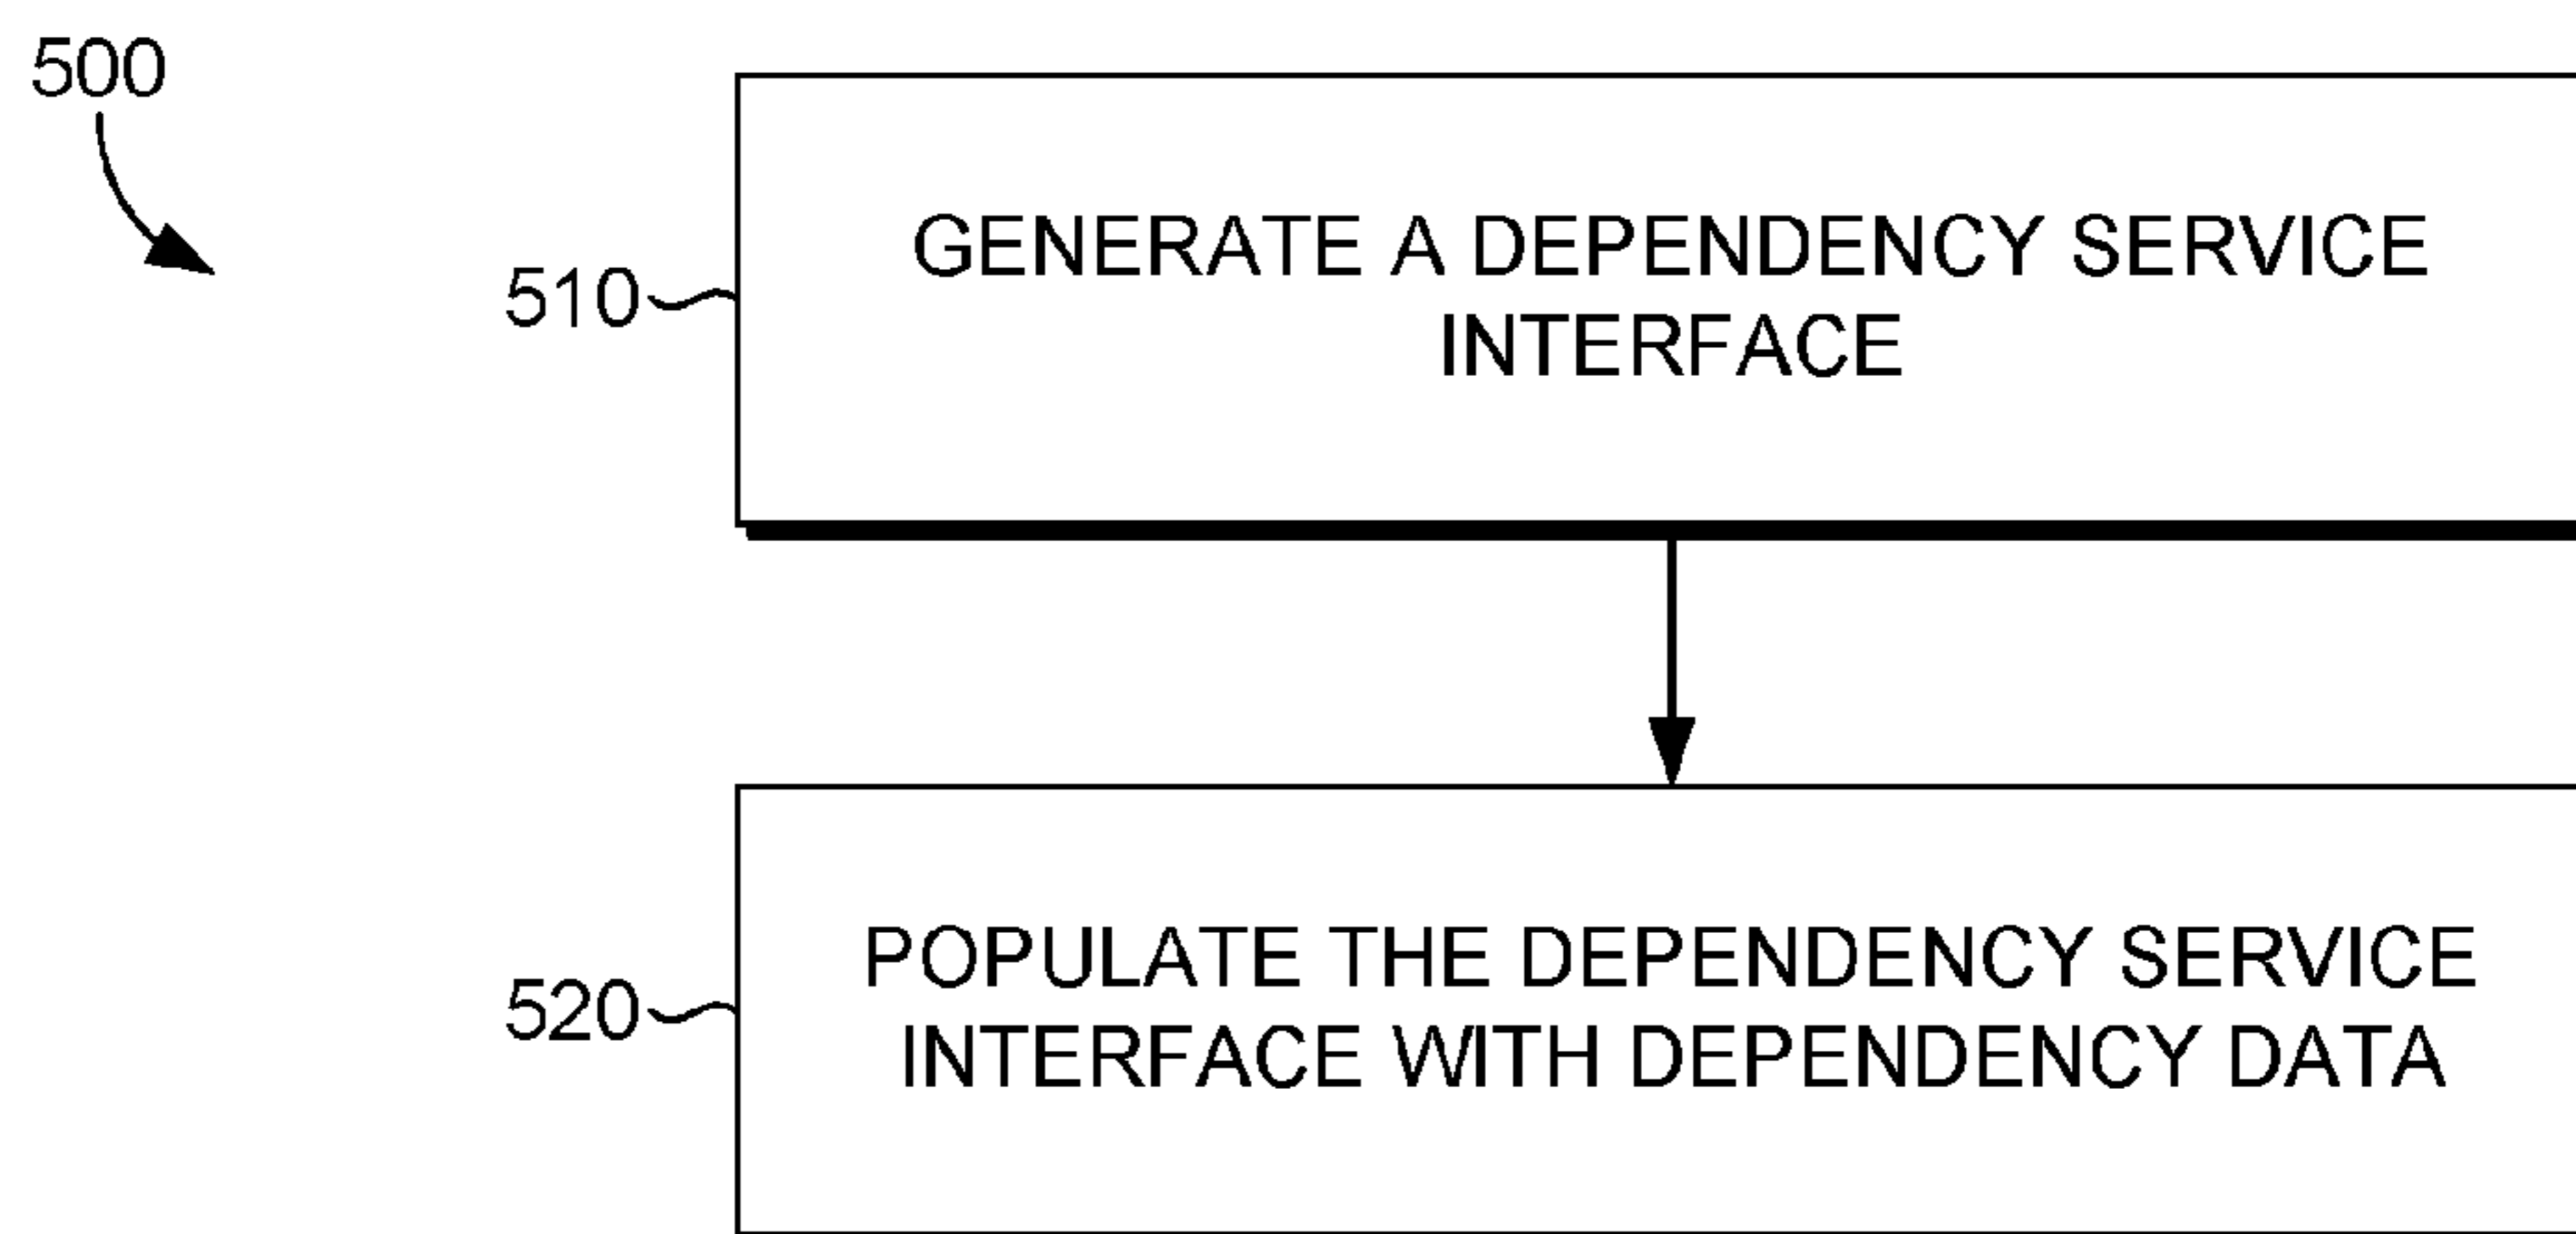 500
510
GENERATE A DEPENDENCY SERVICE
INTERFACE
520
POPULATE THE DEPENDENCY SERVICE
INTERFACE WITH DEPENDENCY DATA